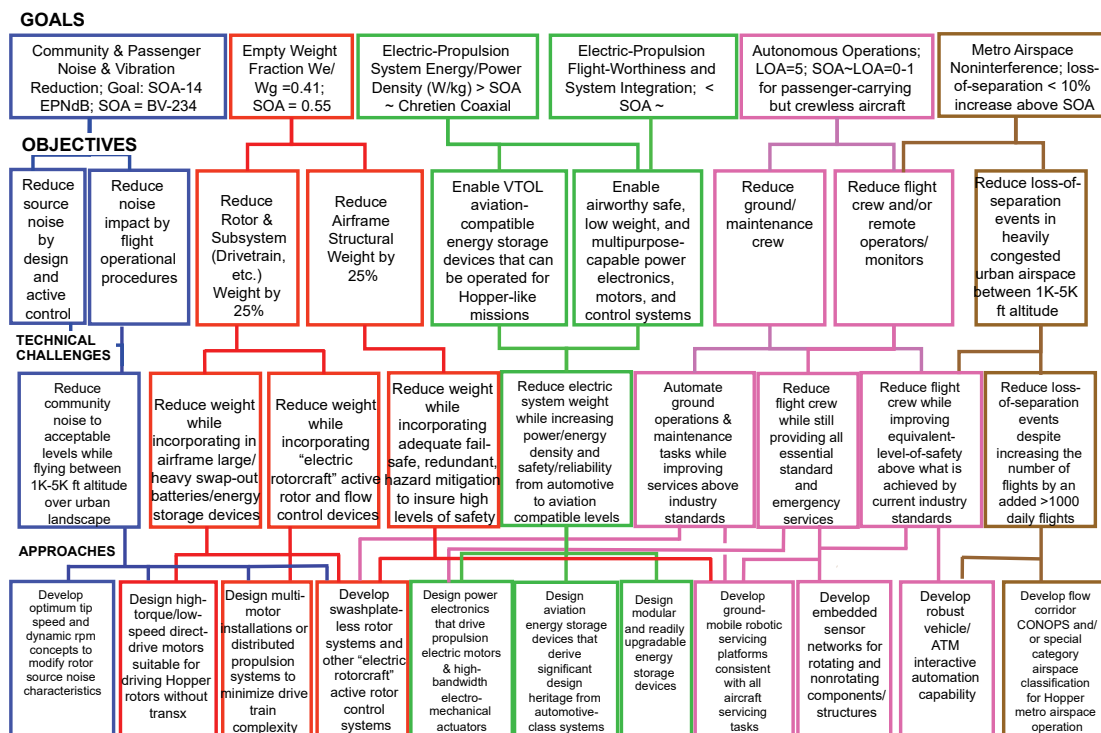 GOALS
Community & Passenger
Noise & Vibration
Reduction; Goal: SOA-14
EPNdB; SOA = BV-234
Empty Weight
Fraction We/
Wg =0.41;
SOA = 0.55
Electric-Propulsion
System Energy/Power
Density (W/kg) > SOA
~ Chretien Coaxial
Electric-Propulsion
Flight-Worthiness and
System Integration;  <
SOA ~
Autonomous Operations;
LOA=5; SOA~LOA=0-1
for passenger-carrying
but crewless aircraft
Metro Airspace
Noninterference; loss-
of-separation < 10%
increase above SOA
OBJECTIVES
Reduce
source
noise
by
design
and
active
control
Reduce
noise
impact by
flight
operational
procedures
Reduce
Rotor &
Subsystem
(Drivetrain,
etc.)
Weight by
25%
Reduce
Airframe
Structural
Weight by
25%
Enable VTOL
aviation-
compatible
energy storage
devices that can
be operated for
Hopper-like
missions
Enable
airworthy safe,
low weight, and
multipurpose-
capable power
electronics,
motors, and
control systems
Reduce
ground/
maintenance
crew
Reduce flight
crew and/or
remote
operators/
monitors
Reduce loss-of-
separation
events in
heavily
congested
urban airspace
between 1K-5K
ft altitude
TECHNICAL
CHALLENGES
Reduce
community
noise to
acceptable
levels while
flying between
1K-5K ft altitude
over urban
landscape
Reduce weight
while
incorporating in
airframe large/
heavy swap-out
batteries/energy
storage devices
Reduce weight
while
incorporating
“electric
rotorcraft” active
rotor and flow
control devices
Reduce weight
while
incorporating
adequate fail-
safe, redundant,
hazard mitigation
to insure high
levels of safety
Reduce electric
system weight
while increasing
power/energy
density and
safety/reliability
from automotive
to aviation
compatible levels
Automate
ground
operations &
maintenance
tasks while
improving
services above
industry
standards
Reduce
flight crew
while still
providing all
essential
standard
and
emergency
services
Reduce flight
crew while
improving
equivalent-
level-of-safety
above what is
achieved by
current industry
standards
Reduce loss-
of-separation
events
despite
increasing the
number of
flights by an
added >1000
daily flights
APPROACHES
Develop
optimum tip
speed and
dynamic rpm
concepts to
modify rotor
source noise
characteristics
Design high-
torque/low-
speed direct-
drive motors
suitable for
driving Hopper
rotors without
transx
Design multi-
motor
installations or
distributed
propulsion
systems to
minimize drive
train
complexity
Develop
swashplate-
less rotor
systems and
other “electric
rotorcraft”
active rotor
control
systems
Design power
electronics
that drive
propulsion
electric motors
& high-
bandwidth
electro-
mechanical
actuators
Design
aviation
energy storage
devices that
derive
significant
design
heritage from
automotive-
class systems
Design
modular
and readily
upgradable
energy
storage
devices
Develop
ground-
mobile robotic
servicing
platforms
consistent
with all
aircraft
servicing
tasks
Develop
embedded
sensor
networks for
rotating and
nonrotating
components/
structures
Develop
robust
vehicle/
ATM
interactive
automation
capability
Develop flow
corridor
CONOPS and/
or special
category
airspace
classification
for Hopper
metro airspace
operation